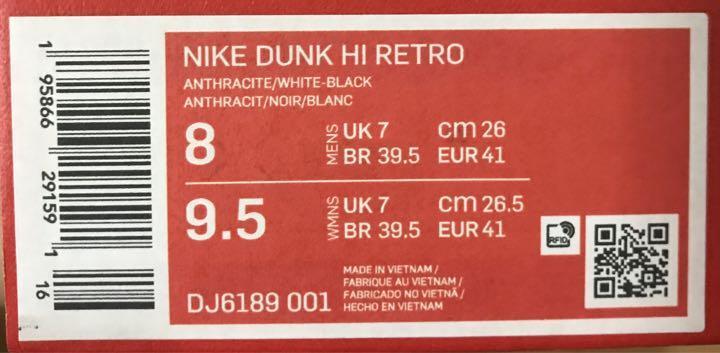 NIKE DUNK HI RETRO
ANTHRACITE/WHITE-BLACK
ANTHRACIT/NOIR/BLANC
8 MENS UK 7 cm 26
BR 39.5 EUR 41
9.5 WMNS UK 7 cm 26.5
BR 39.5 EUR 41
RFID
DJ6189 001
MADE IN VIETNAM /
FABRIQUE AU VIETNAM /
FABRICADO NO VIETNÃ /
HECHO EN VIETNAM
1 95866 29159 1 16